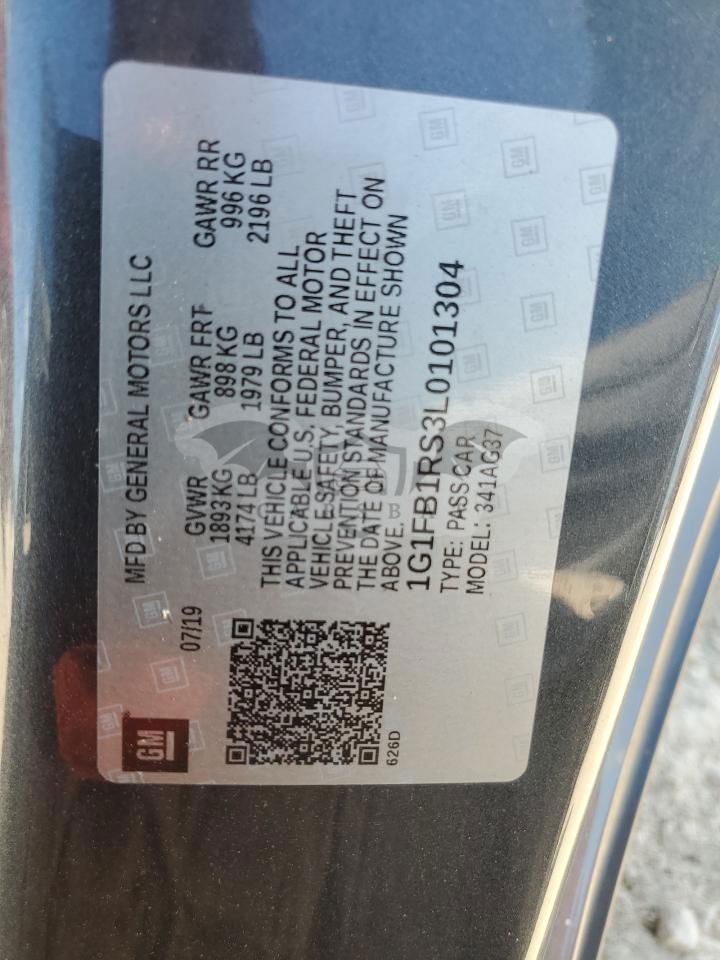 MFD BY GENERAL MOTORS LLC
07/19
GVWR GAWR FRT GAWR RR
1893 KG 898 KG 996 KG
4174 LB 1979 LB 2196 LB
THIS VEHICLE CONFORMS TO ALL
APPLICABLE U.S. FEDERAL MOTOR
VEHICLE SAFETY, BUMPER, AND THEFT
PREVENTION STANDARDS IN EFFECT ON
THE DATE OF MANUFACTURE SHOWN
ABOVE.
1G1FB1RS3L0101304
TYPE: PASS CAR
MODEL: 341AG37
GM
626D